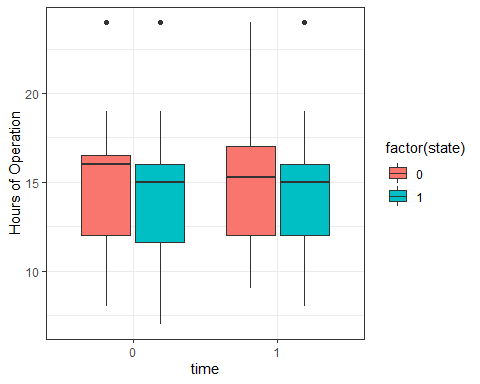 Hours of Operation
20
15
10
0
1
time
factor(state)
0
1